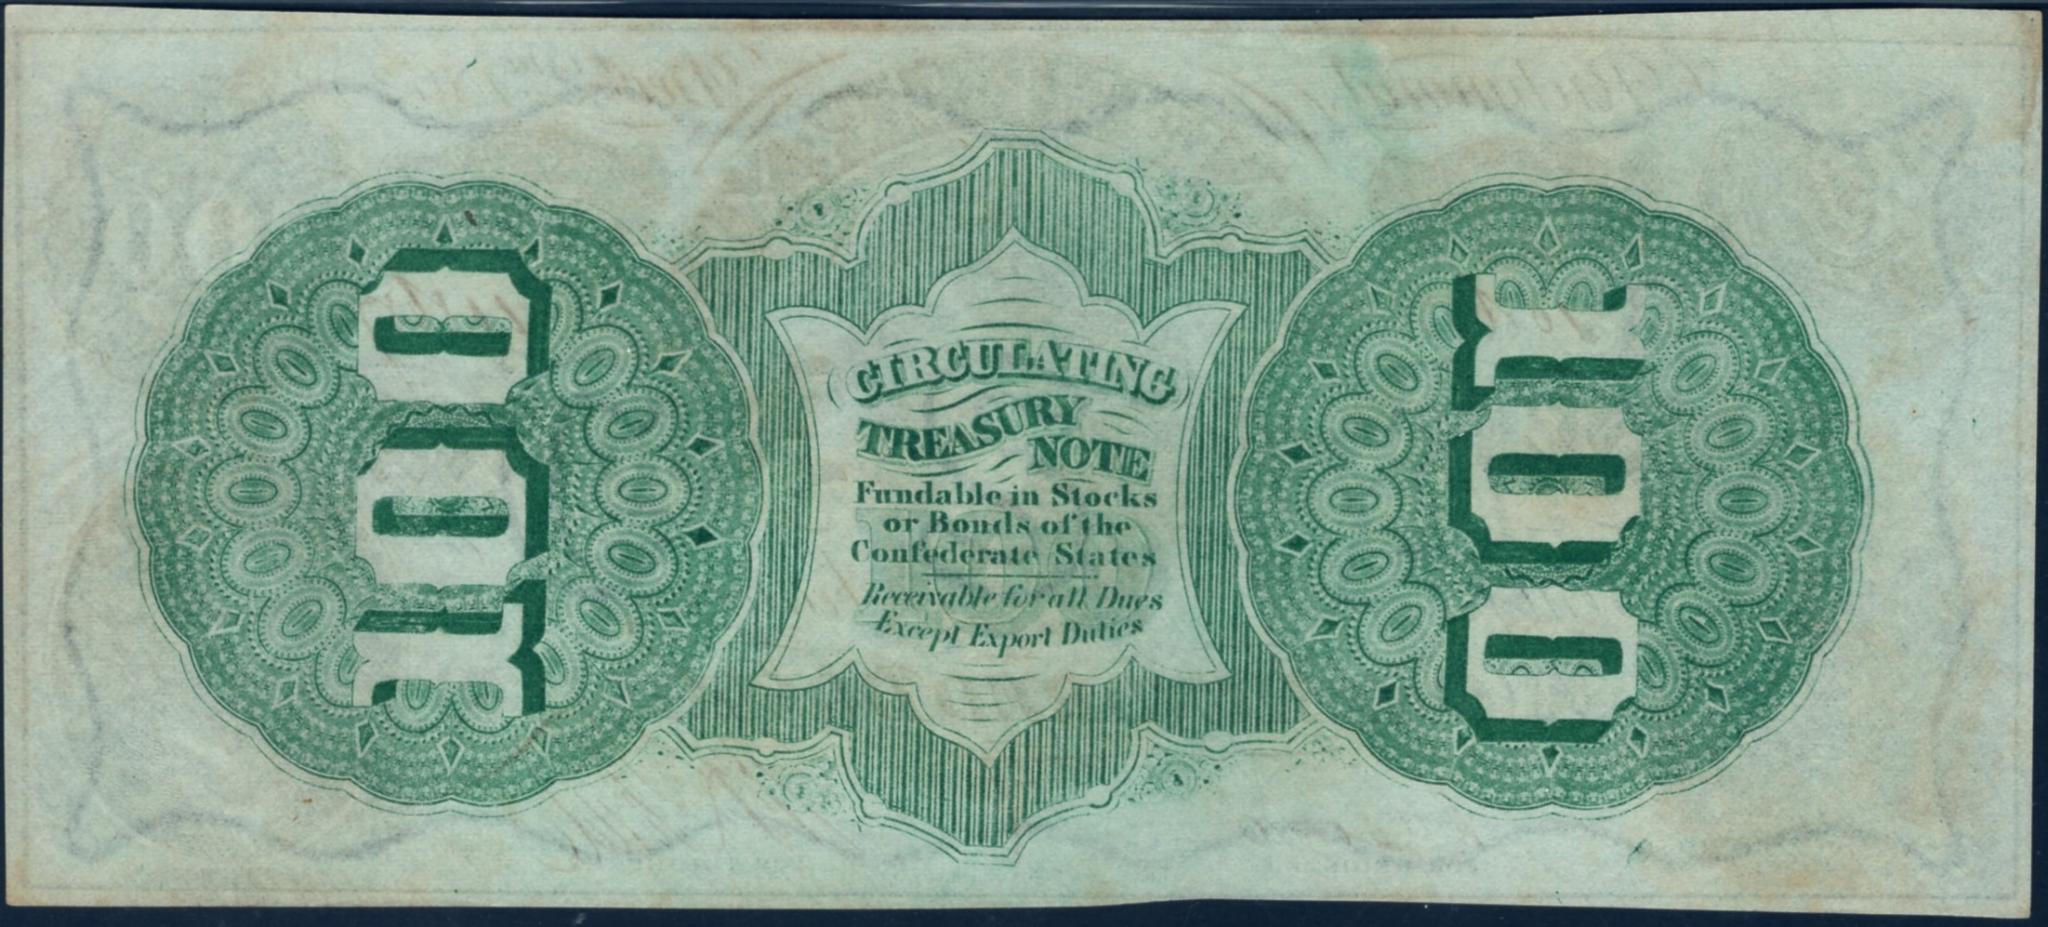 100
CIRCULATING
TREASURY
NOTE
Fundable in Stocks
or Bonds of the
Confederate States
Receivable for all Dues
Except Export Duties
100